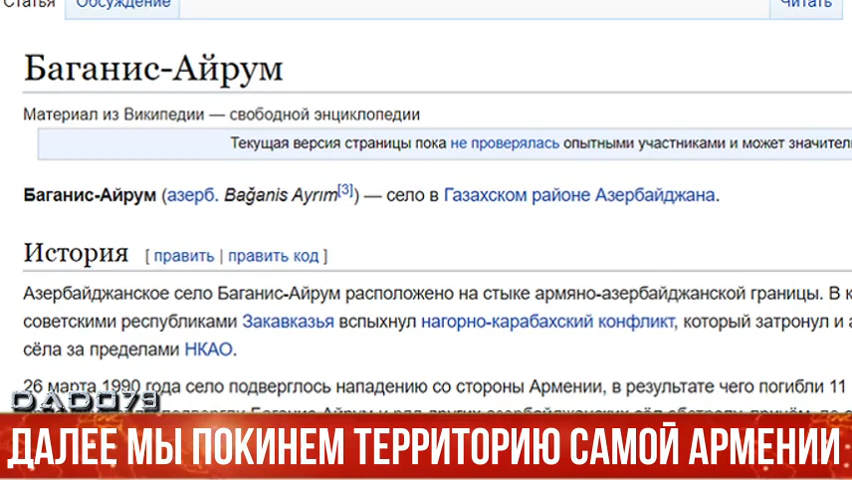 Статья Обсуждение Читать
Баганис-Айрум
Материал из Википедии — свободной энциклопедии
Текущая версия страницы пока не проверялась опытными участниками и может
Баганис-Айрум (азерб. Bağanis Ayrım[3]) — село в Газахском районе Азербайджана.
История [ править | править код ]
Азербайджанское село Баганис-Айрум расположено на стыке армяно-азербайджанской границы. В
советскими республиками Закавказья вспыхнул нагорно-карабахский конфликт, который затронул и
сёла за пределами НКАО.
26 марта 1990 года село подверглось нападению со стороны Армении, в результате чего погибли 11
DADO79
ДАЛЕЕ МЫ ПОКИНЕМ ТЕРРИТОРИЮ САМОЙ АРМЕНИИ